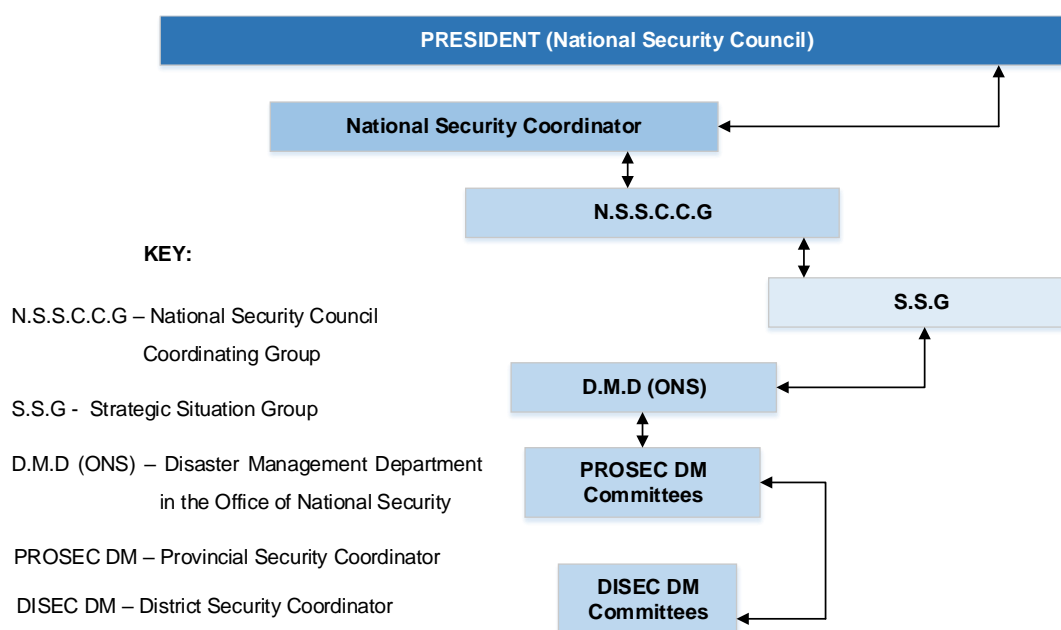 PRESIDENT (National Security Council)
National Security Coordinator
N.S.S.C.C.G
KEY:
S.S.G
N.S.S.C.C.G – National Security Council
Coordinating Group
D.M.D (ONS)
S.S.G - Strategic Situation Group
D.M.D (ONS) – Disaster Management Department
in the Office of National Security
PROSEC DM
Committees
PROSEC DM – Provincial Security Coordinator
DISEC DM – District Security Coordinator
DISEC DM
Committees